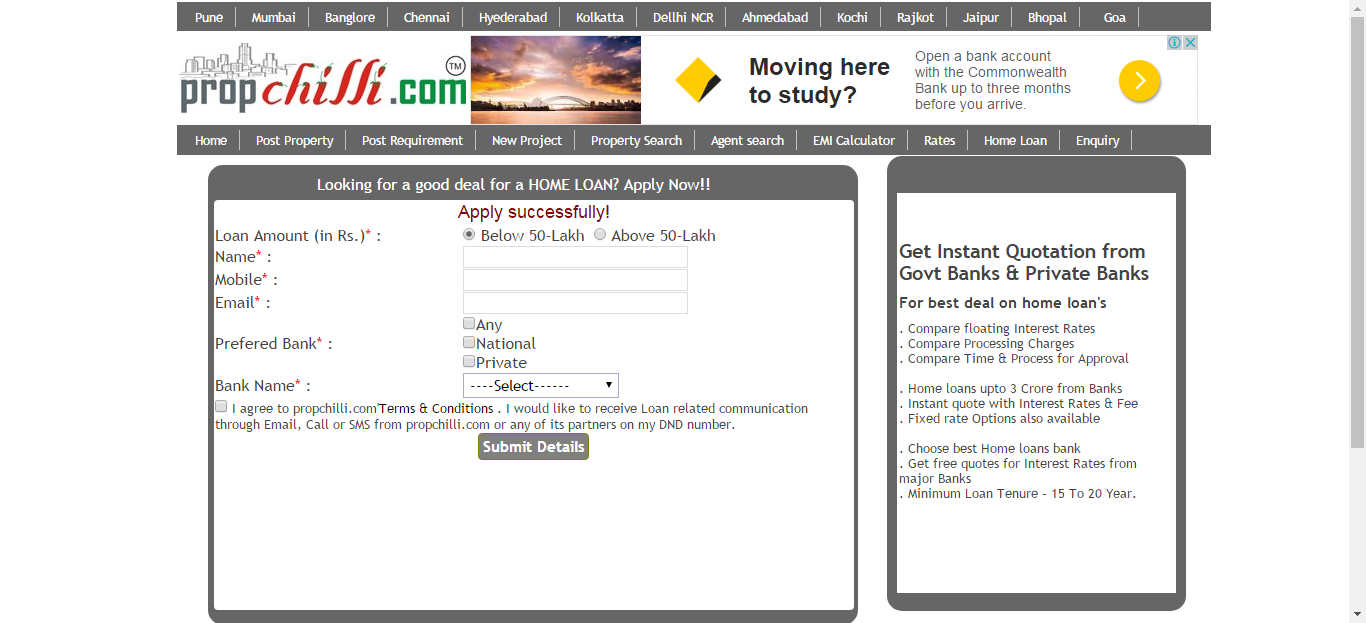 Pune Mumbai Banglore Chennai Hyederabad Kolkatta Dellhi NCR Ahmedabad Kochi Rajkot Jaipur Bhopal Goa
propchilli.com TM
Moving here
to study?
Open a bank account
with the Commonwealth
Bank up to three months
before you arrive.
Home Post Property Post Requirement New Project Property Search Agent search EMI Calculator Rates Home Loan Enquiry
Looking for a good deal for a HOME LOAN? Apply Now!!
Apply successfully!
Loan Amount (in Rs.)* : Below 50-Lakh Above 50-Lakh
Name* :
Mobile* :
Email* :
Any
Prefered Bank* : National
Private
Bank Name* : ----Select------
I agree to propchilli.com'Terms & Conditions . I would like to receive Loan related communication
through Email, Call or SMS from propchilli.com or any of its partners on my DND number.
Submit Details
Get Instant Quotation from
Govt Banks & Private Banks
For best deal on home loan's
. Compare floating Interest Rates
. Compare Processing Charges
. Compare Time & Process for Approval
. Home loans upto 3 Crore from Banks
. Instant quote with Interest Rates & Fee
. Fixed rate Options also available
. Choose best Home loans bank
. Get free quotes for Interest Rates from
major Banks
. Minimum Loan Tenure - 15 To 20 Year.